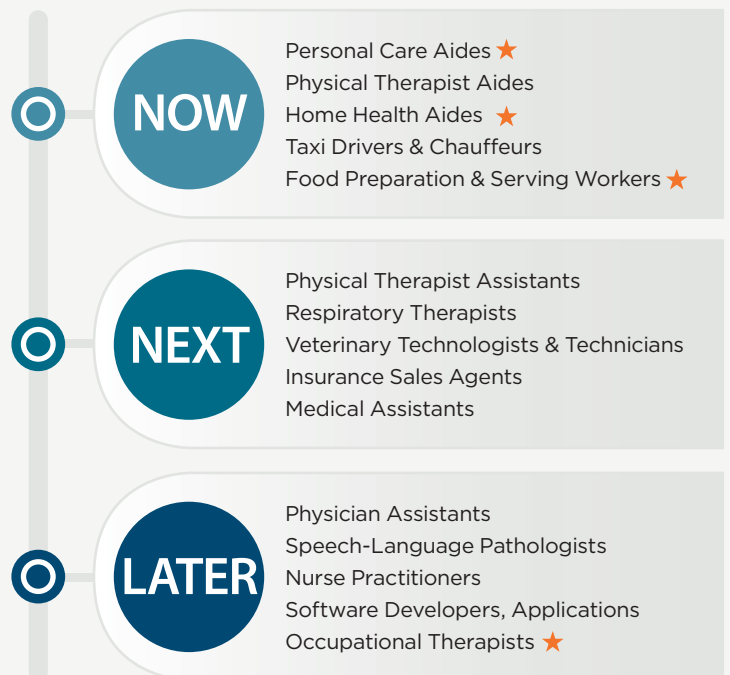 NOW
Personal Care Aides
Physical Therapist Aides
Home Health Aides
Taxi Drivers & Chauffeurs
Food Preparation & Serving Workers
NEXT
Physical Therapist Assistants
Respiratory Therapists
Veterinary Technologists & Technicians
Insurance Sales Agents
Medical Assistants
LATER
Physician Assistants
Speech-Language Pathologists
Nurse Practitioners
Software Developers, Applications
Occupational Therapists